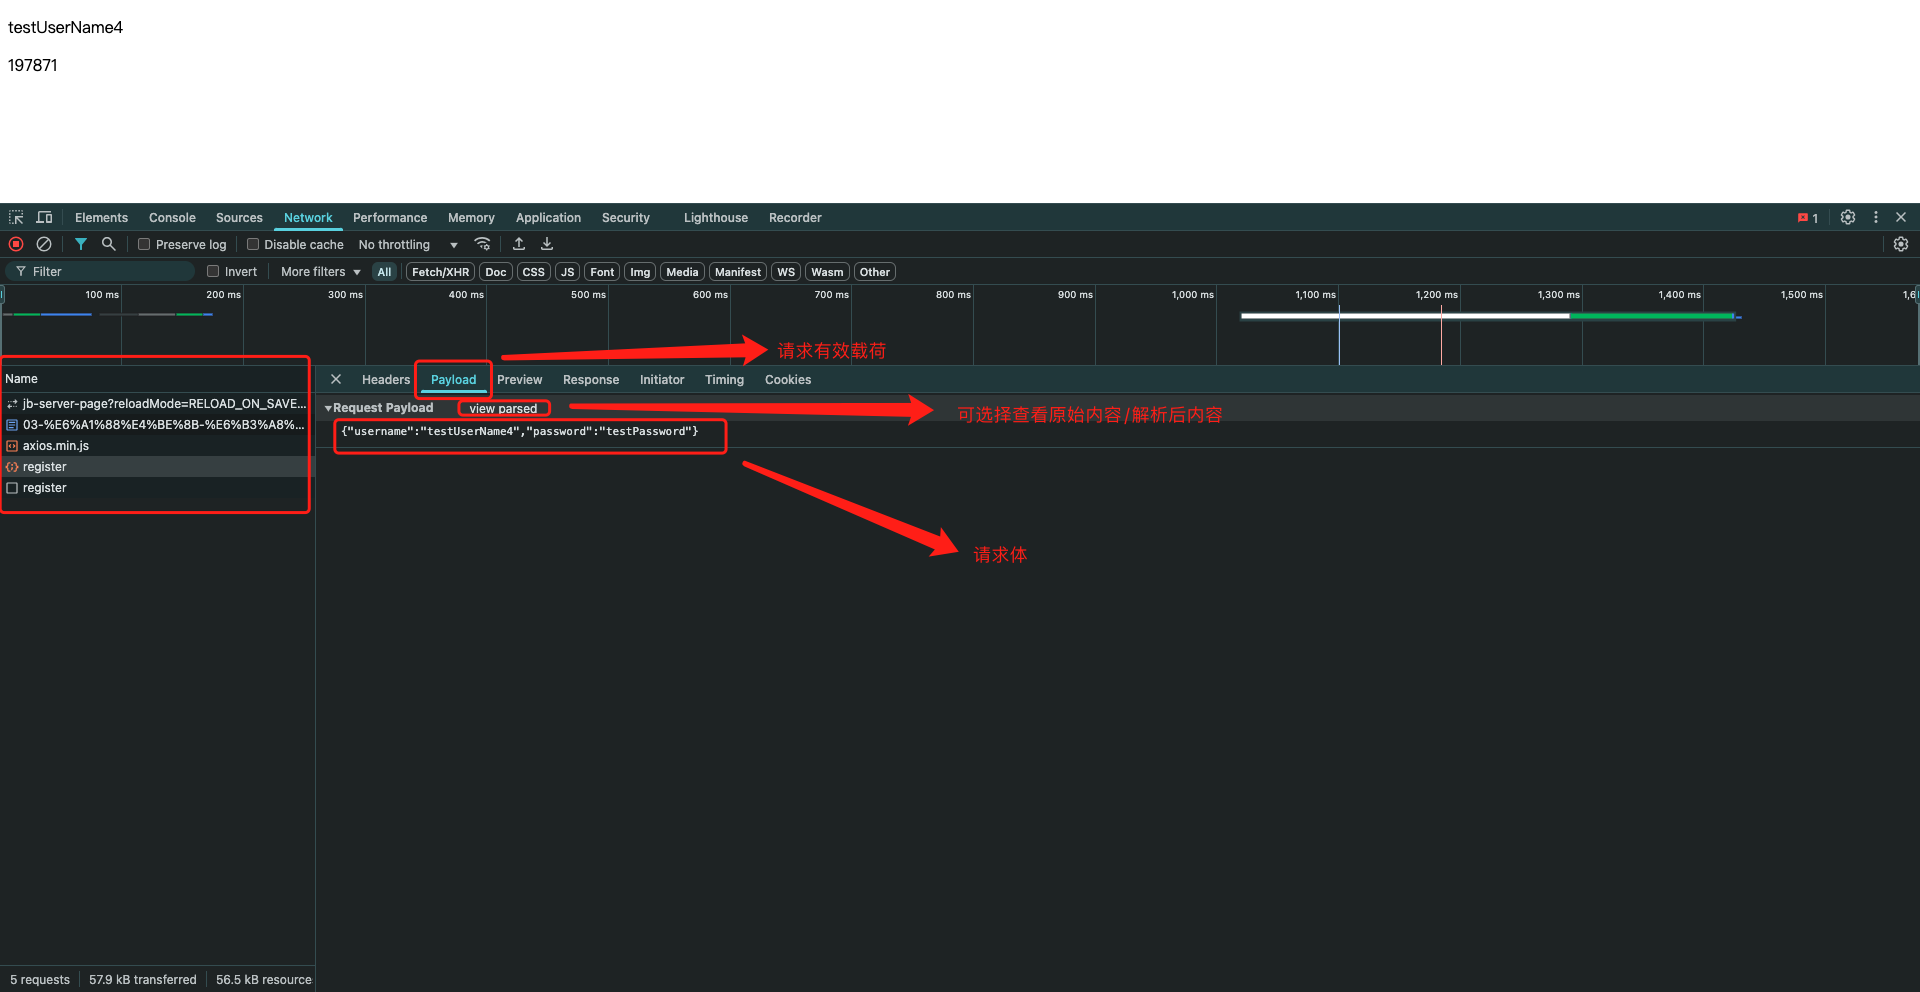 testUserName4
197871
Elements Console Sources Network Performance Memory Application Security Lighthouse Recorder 1
Preserve log Disable cache No throttling
Filter Invert More filters All Fetch/XHR Doc CSS JS Font Img Media Manifest WS Wasm Other
100 ms 200 ms 300 ms 400 ms 500 ms 600 ms 700 ms 800 ms 900 ms 1,000 ms 1,100 ms 1,200 ms 1,300 ms 1,400 ms 1,500 ms 1,6
请求有效载荷
Name
Headers Payload Preview Response Initiator Timing Cookies
jb-server-page?reloadMode=RELOAD_ON_SAVE...
Request Payload view parsed
可选择查看原始内容/解析后内容
03-%E6%A1%88%E4%BE%8B-%E6%B3%A8%...
{"username":"testUserName4","password":"testPassword"}
axios.min.js
register
register
请求体
5 requests 57.9 kB transferred 56.5 kB resource